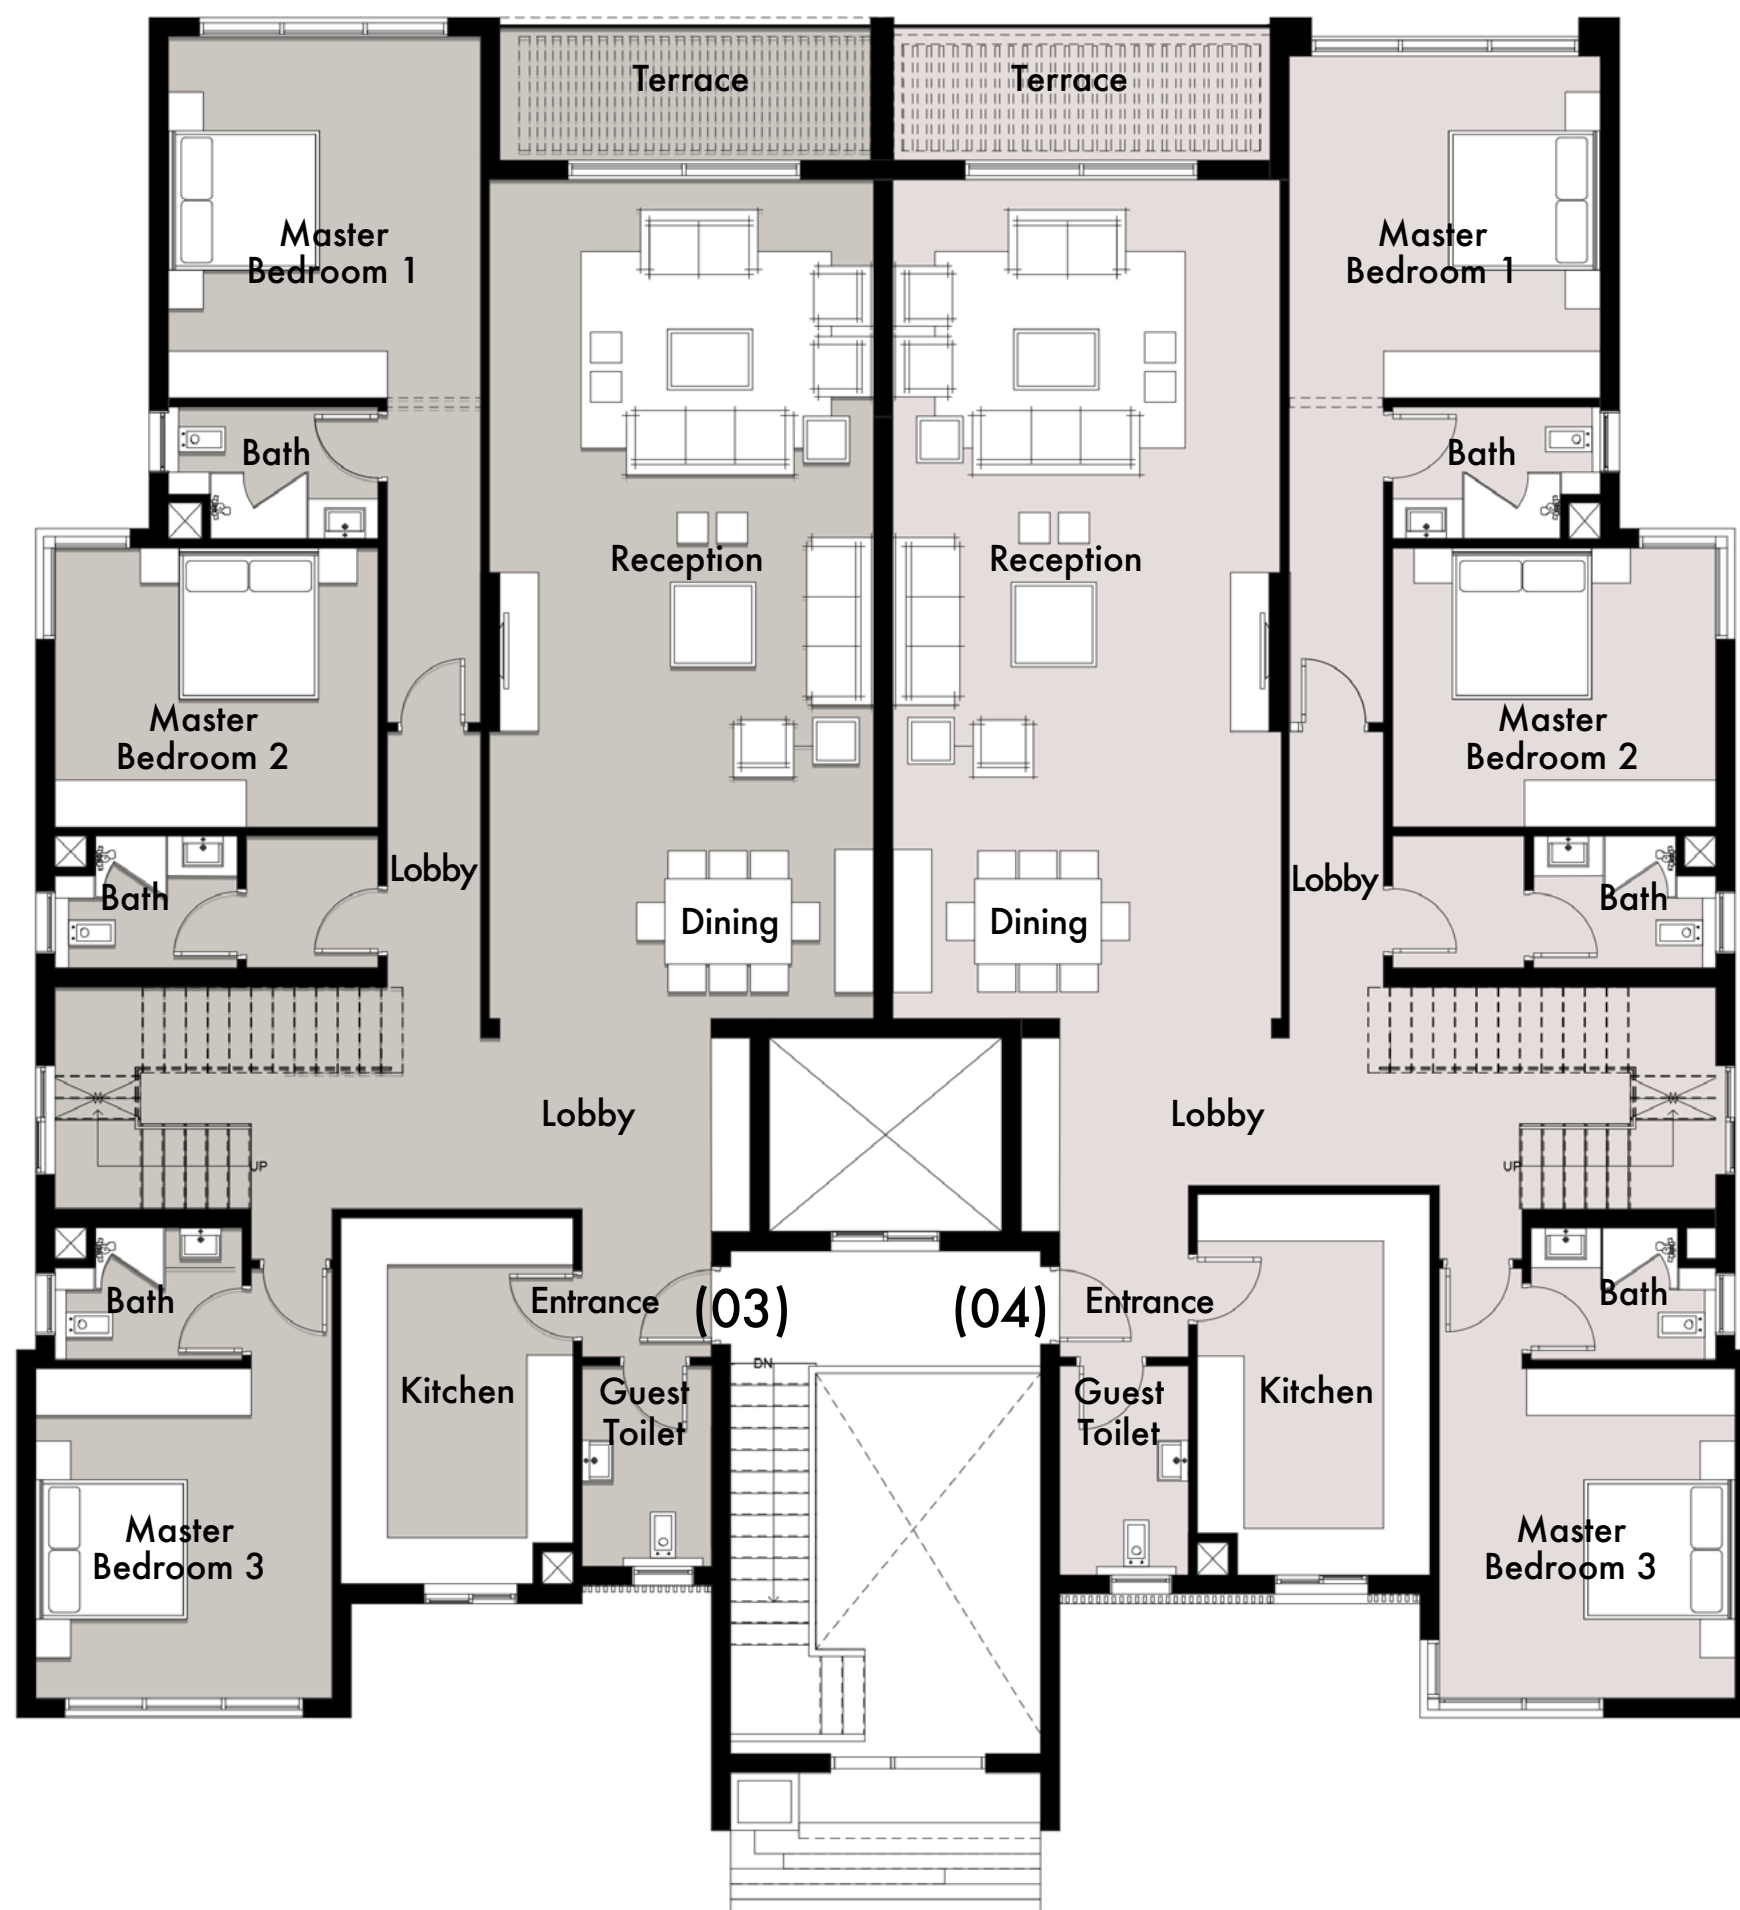 Terrace
Terrace
Master
Bedroom 1
Master
Bedroom 1
Bath
Bath
Reception
Reception
Master
Bedroom 2
Master
Bedroom 2
Lobby
Lobby
Bath
Bath
Dining
Dining
Lobby
Lobby
UP
UP
Bath
Entrance
(03)
(04)
Entrance
Bath
DN
Kitchen
Guest
Toilet
Guest
Toilet
Kitchen
Master
Bedroom 3
Master
Bedroom 3